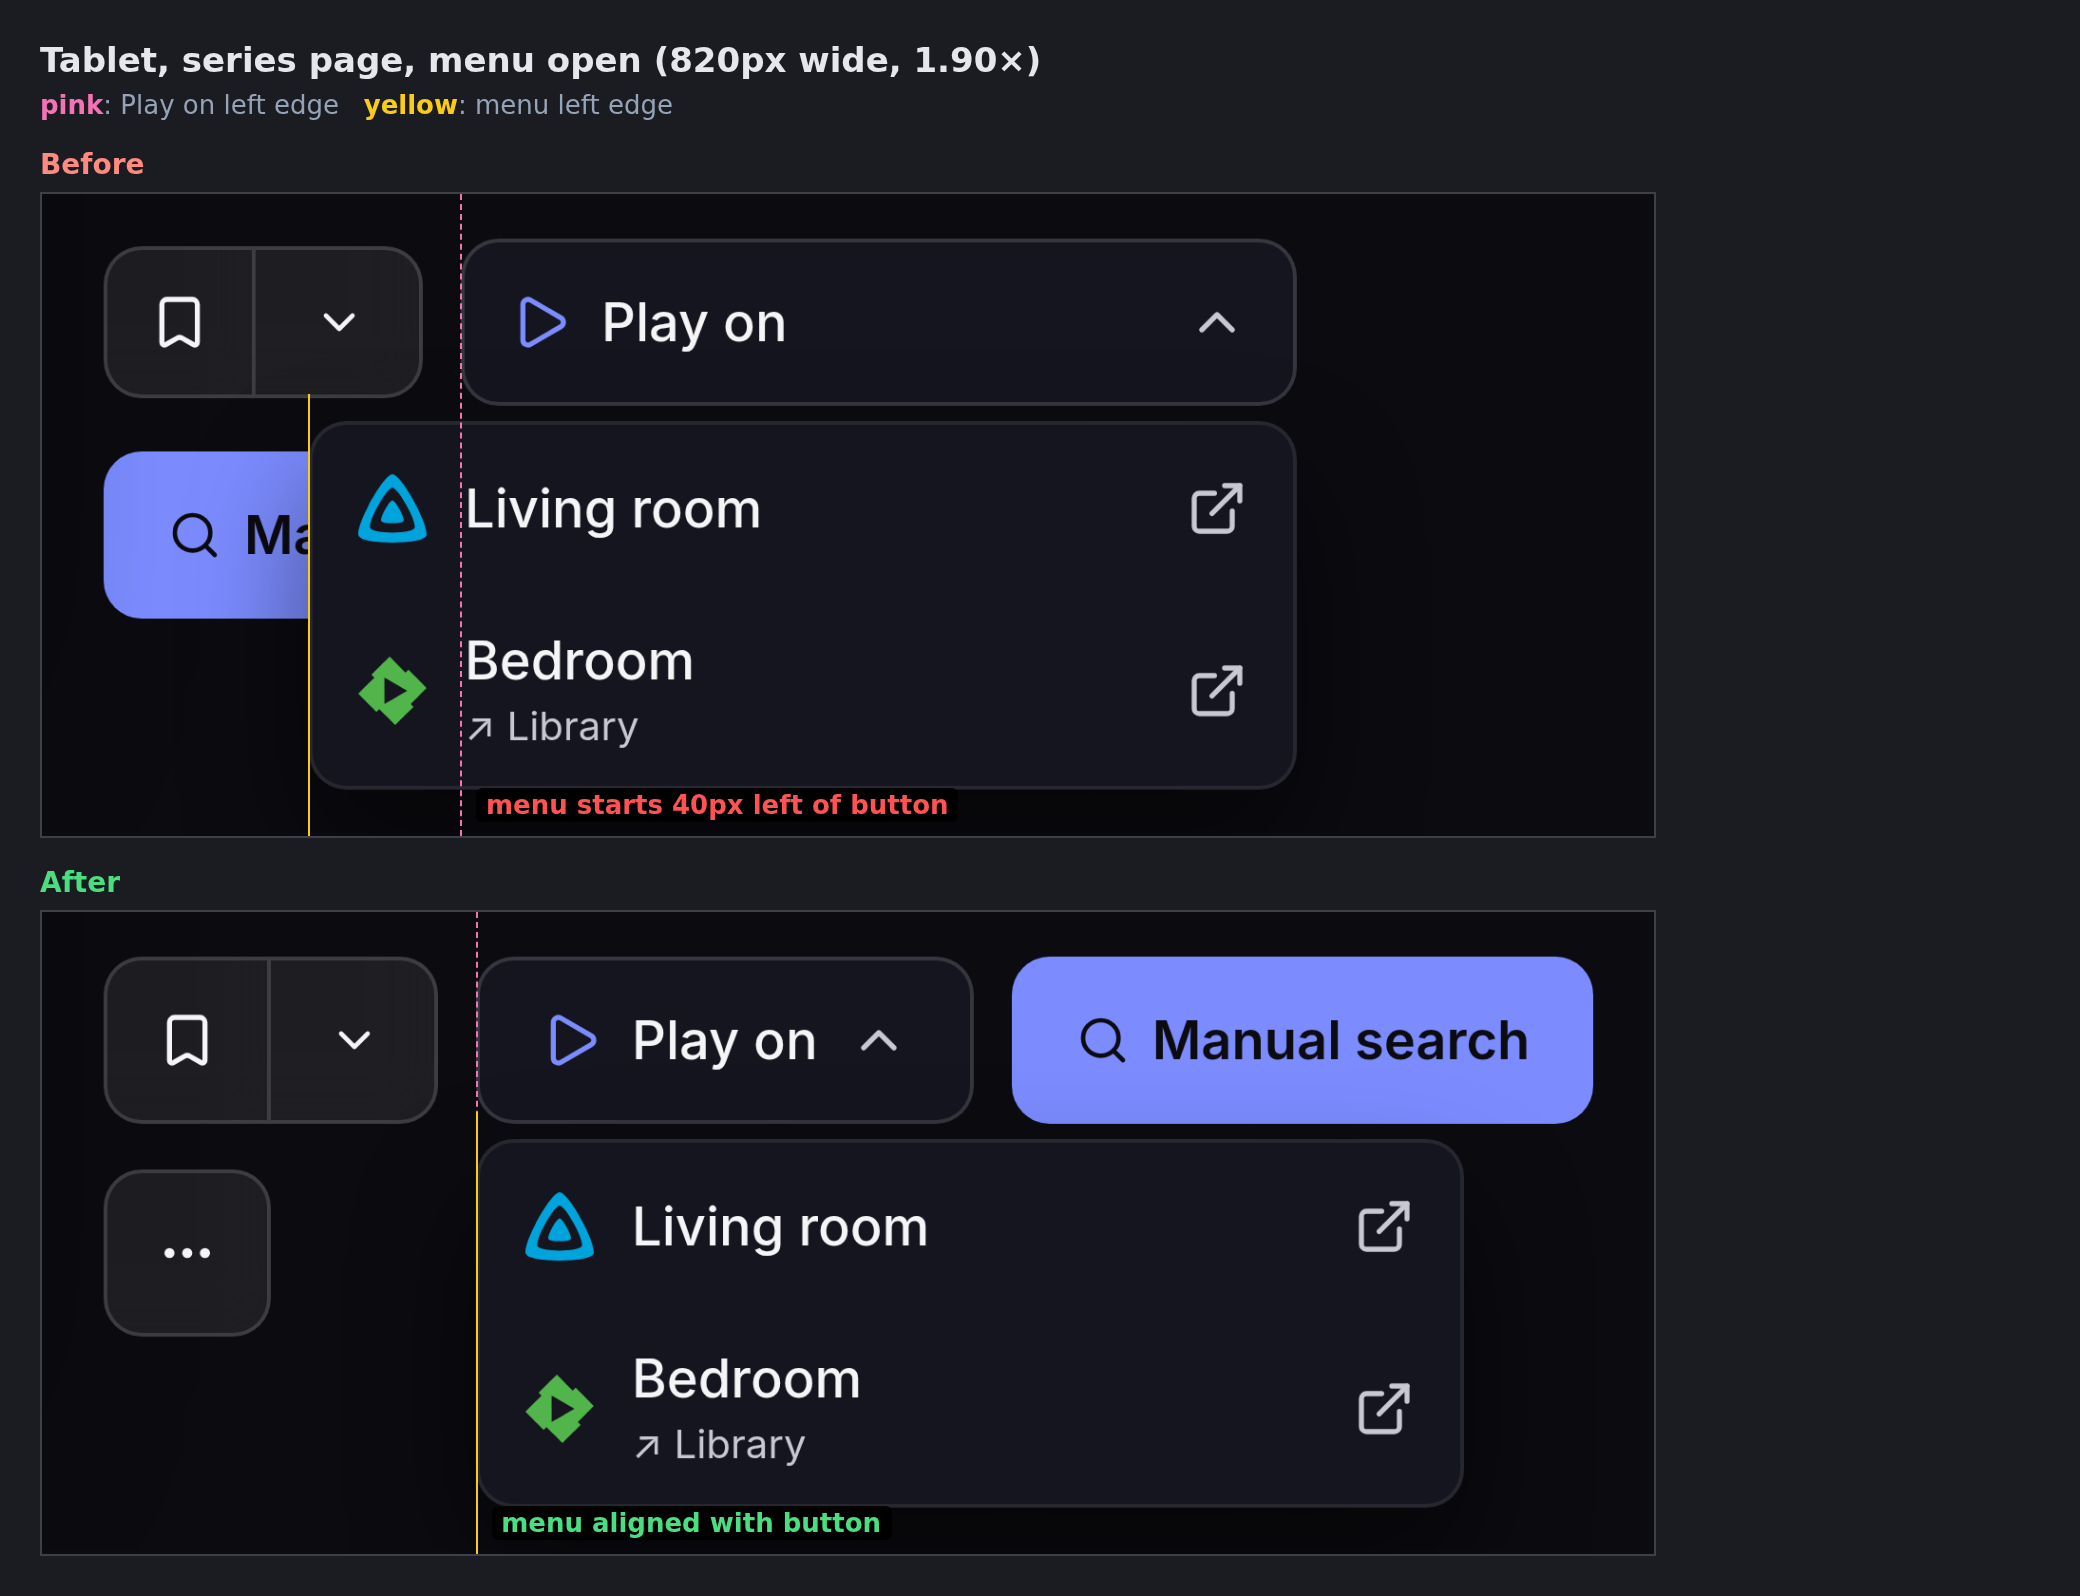 Tablet, series page, menu open (820px wide, 1.90×)
pink: Play on left edge yellow: menu left edge
Before
Play on
Living room
Ma
Bedroom
Library
menu starts 40px left of button
After
Play on Manual search
Living room
Bedroom
Library
menu aligned with button